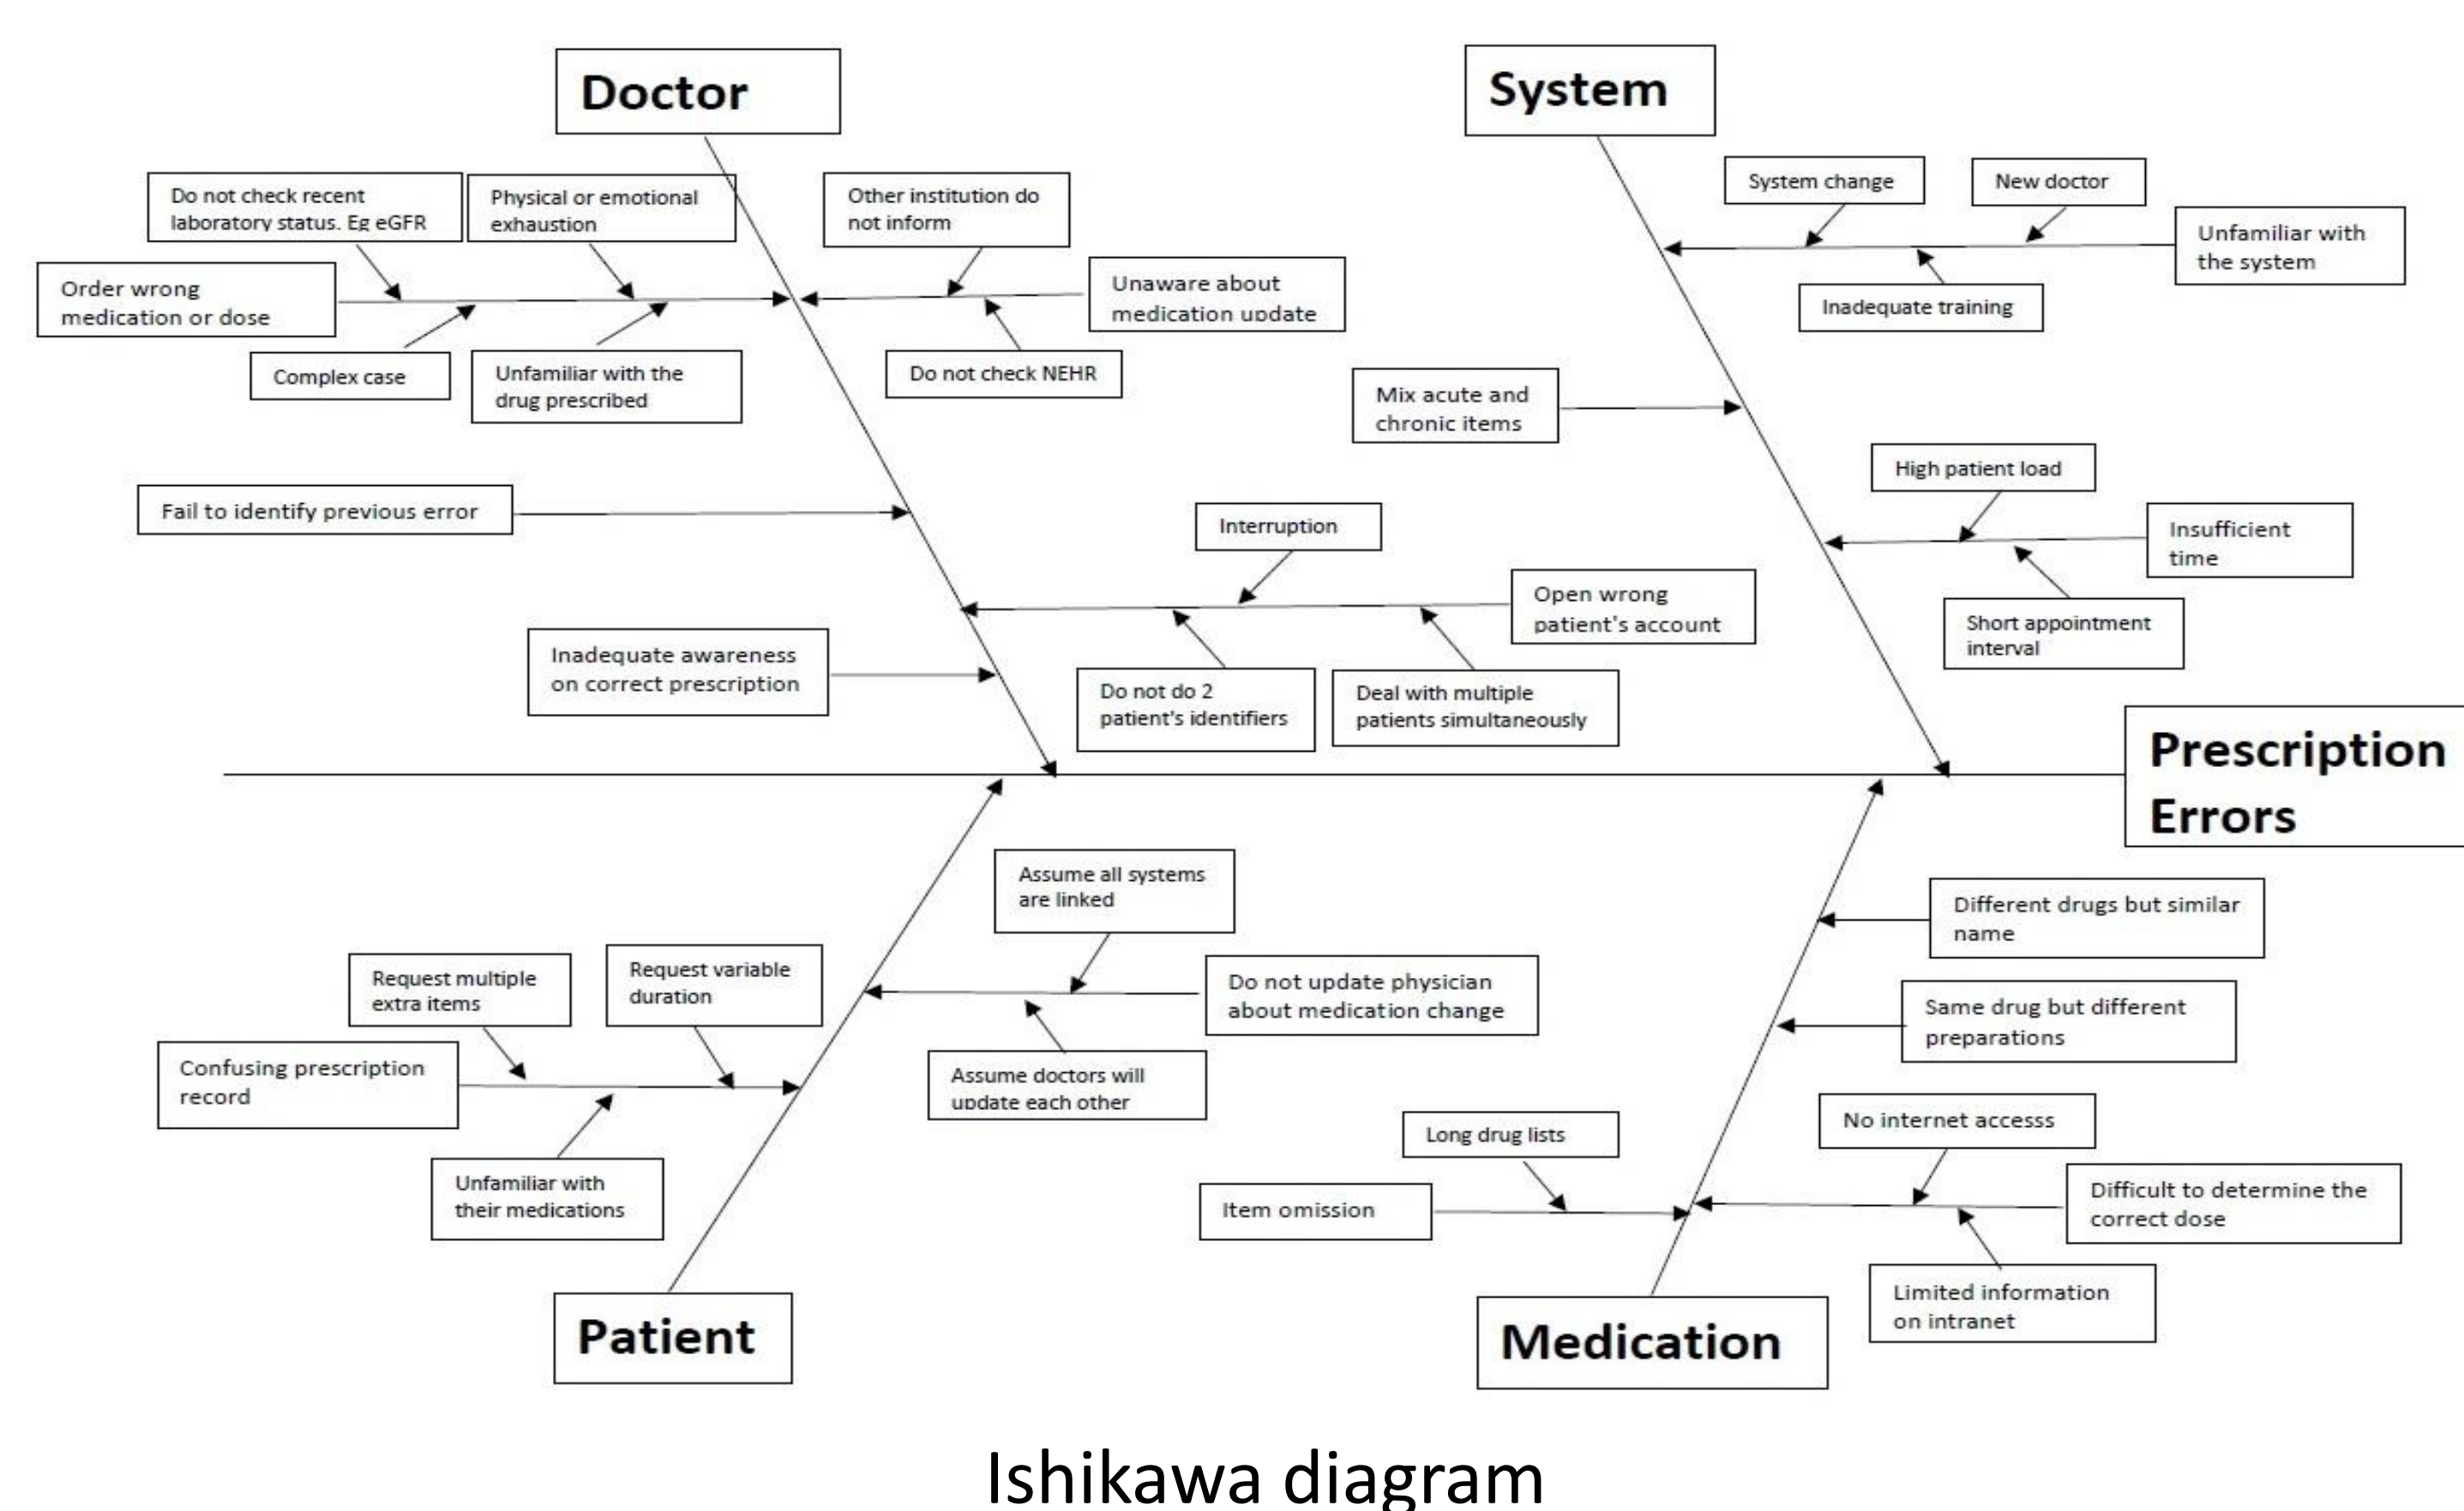 Doctor
System
Do not check recent
laboratory status. Eg eGFR
Physical or emotional
exhaustion
Other institution do
not inform
System change
New doctor
Unfamiliar with
the system
Order wrong
medication or dose
Unaware about
medication update
Inadequate training
Complex case
Unfamiliar with the
drug prescribed
Do not check NEHR
Mix acute and
chronic items
High patient load
Fail to identify previous error
Interruption
Insufficient
time
Open wrong
patient's account
Short appointment
interval
Inadequate awareness
on correct prescription
Do not do 2
patient's identifiers
Deal with multiple
patients simultaneously
Prescription
Errors
Assume all systems
are linked
Different drugs but similar
name
Request multiple
extra items
Request variable
duration
Do not update physician
about medication change
Same drug but different
preparations
Confusing prescription
record
Assume doctors will
update each other
Long drug lists
No internet accesss
Unfamiliar with
their medications
Item omission
Difficult to determine the
correct dose
Limited information
on intranet
Patient
Medication
Ishikawa diagram